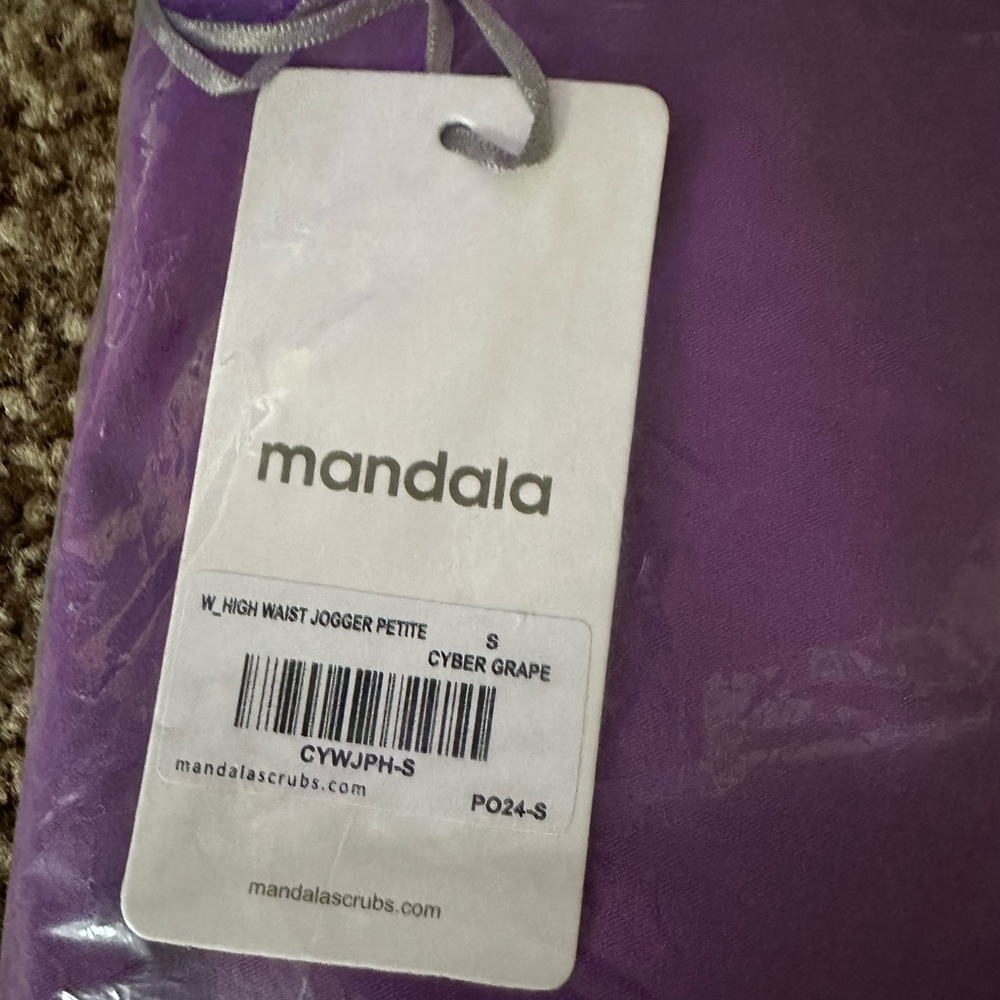 mandala
W_HIGH WAIST JOGGER PETITE
S
CYBER GRAPE
CYWJPH-S
mandalascrubs.com
PO24-S
mandalascrubs.com